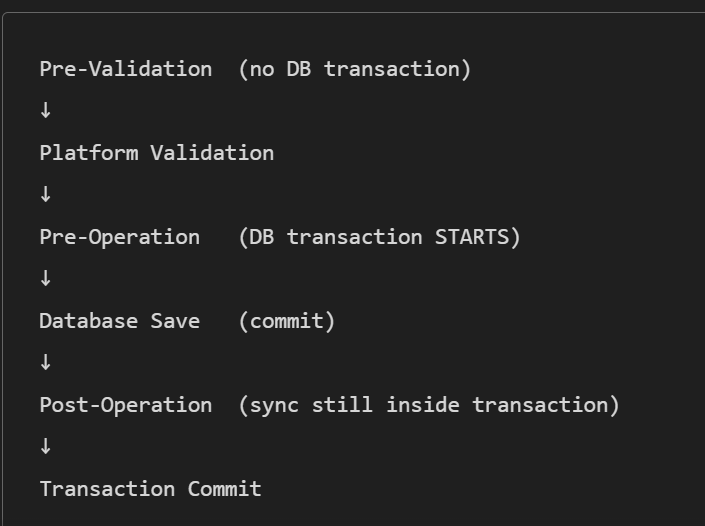 Pre-Validation  (no DB transaction)
↓
Platform Validation
↓
Pre-Operation   (DB transaction STARTS)
↓
Database Save   (commit)
↓
Post-Operation  (sync still inside transaction)
↓
Transaction Commit